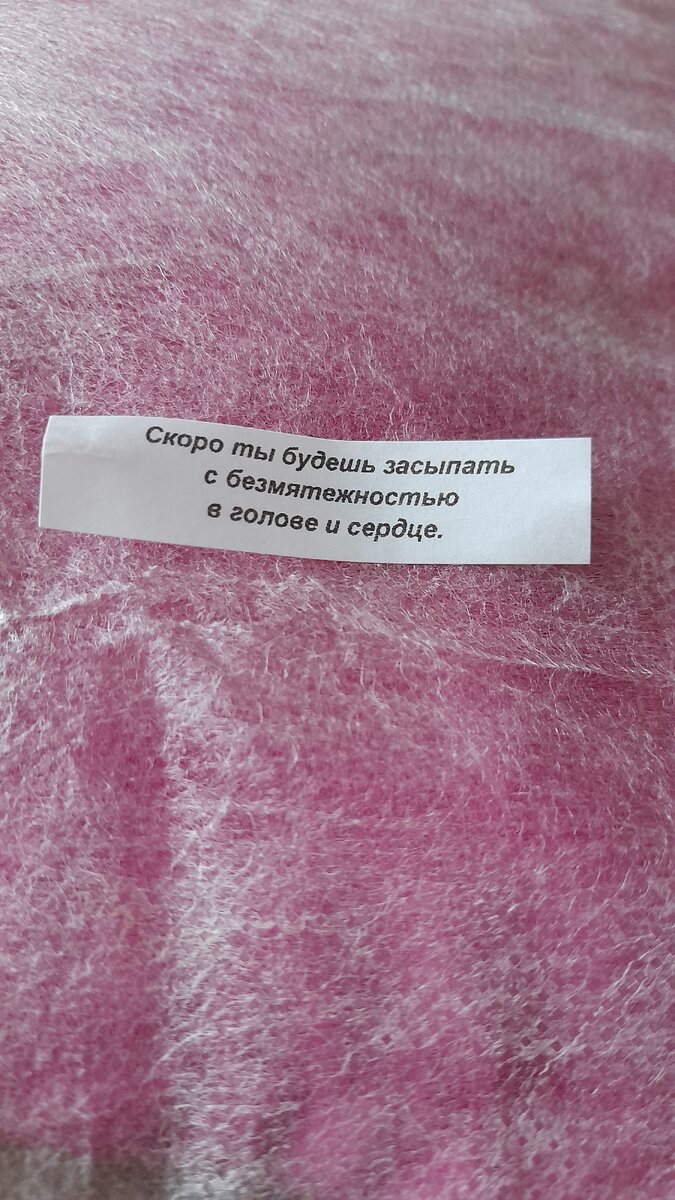 Скоро ты будешь засыпать
с безмятежностью
в голове и сердце.